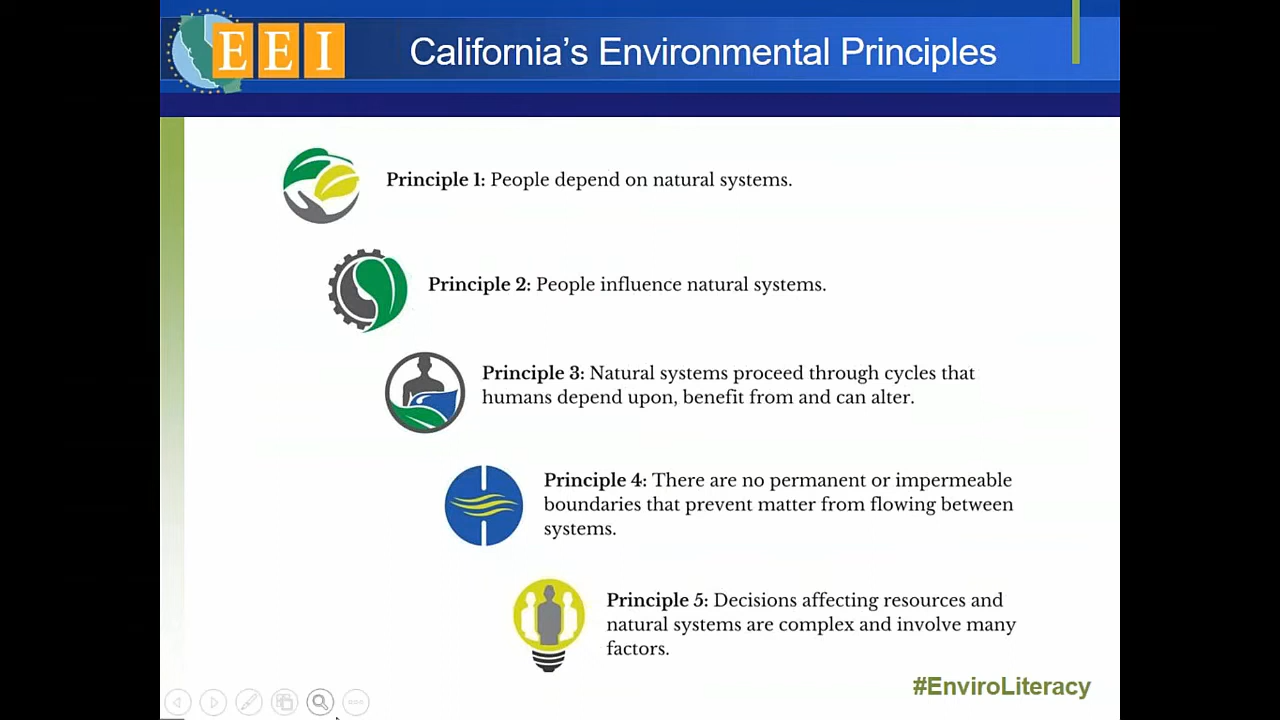 EEI
California’s Environmental Principles
Principle 1: People depend on natural systems.
Principle 2: People influence natural systems.
Principle 3: Natural systems proceed through cycles that
humans depend upon, benefit from and can alter.
Principle 4: There are no permanent or impermeable
boundaries that prevent matter from flowing between
systems.
Principle 5: Decisions affecting resources and
natural systems are complex and involve many
factors.
#EnviroLiteracy